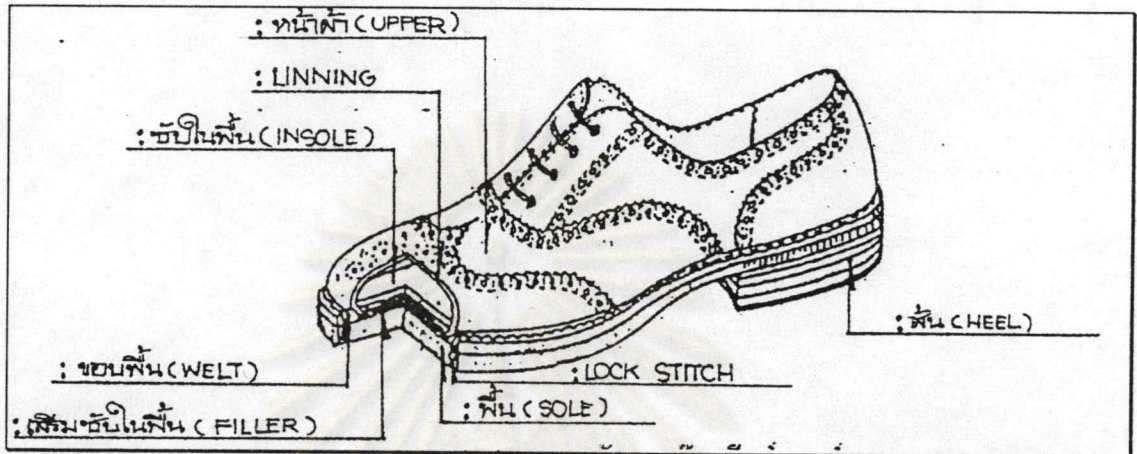 : หน้าผ้า (UPPER)
: LINNING
: ซับในพื้น (INSOLE)
: ส้น (HEEL)
: ขอบพื้น (WELT)
: LOCK STITCH
: พื้น (SOLE)
: เสริมซับในพื้น (FILLER)